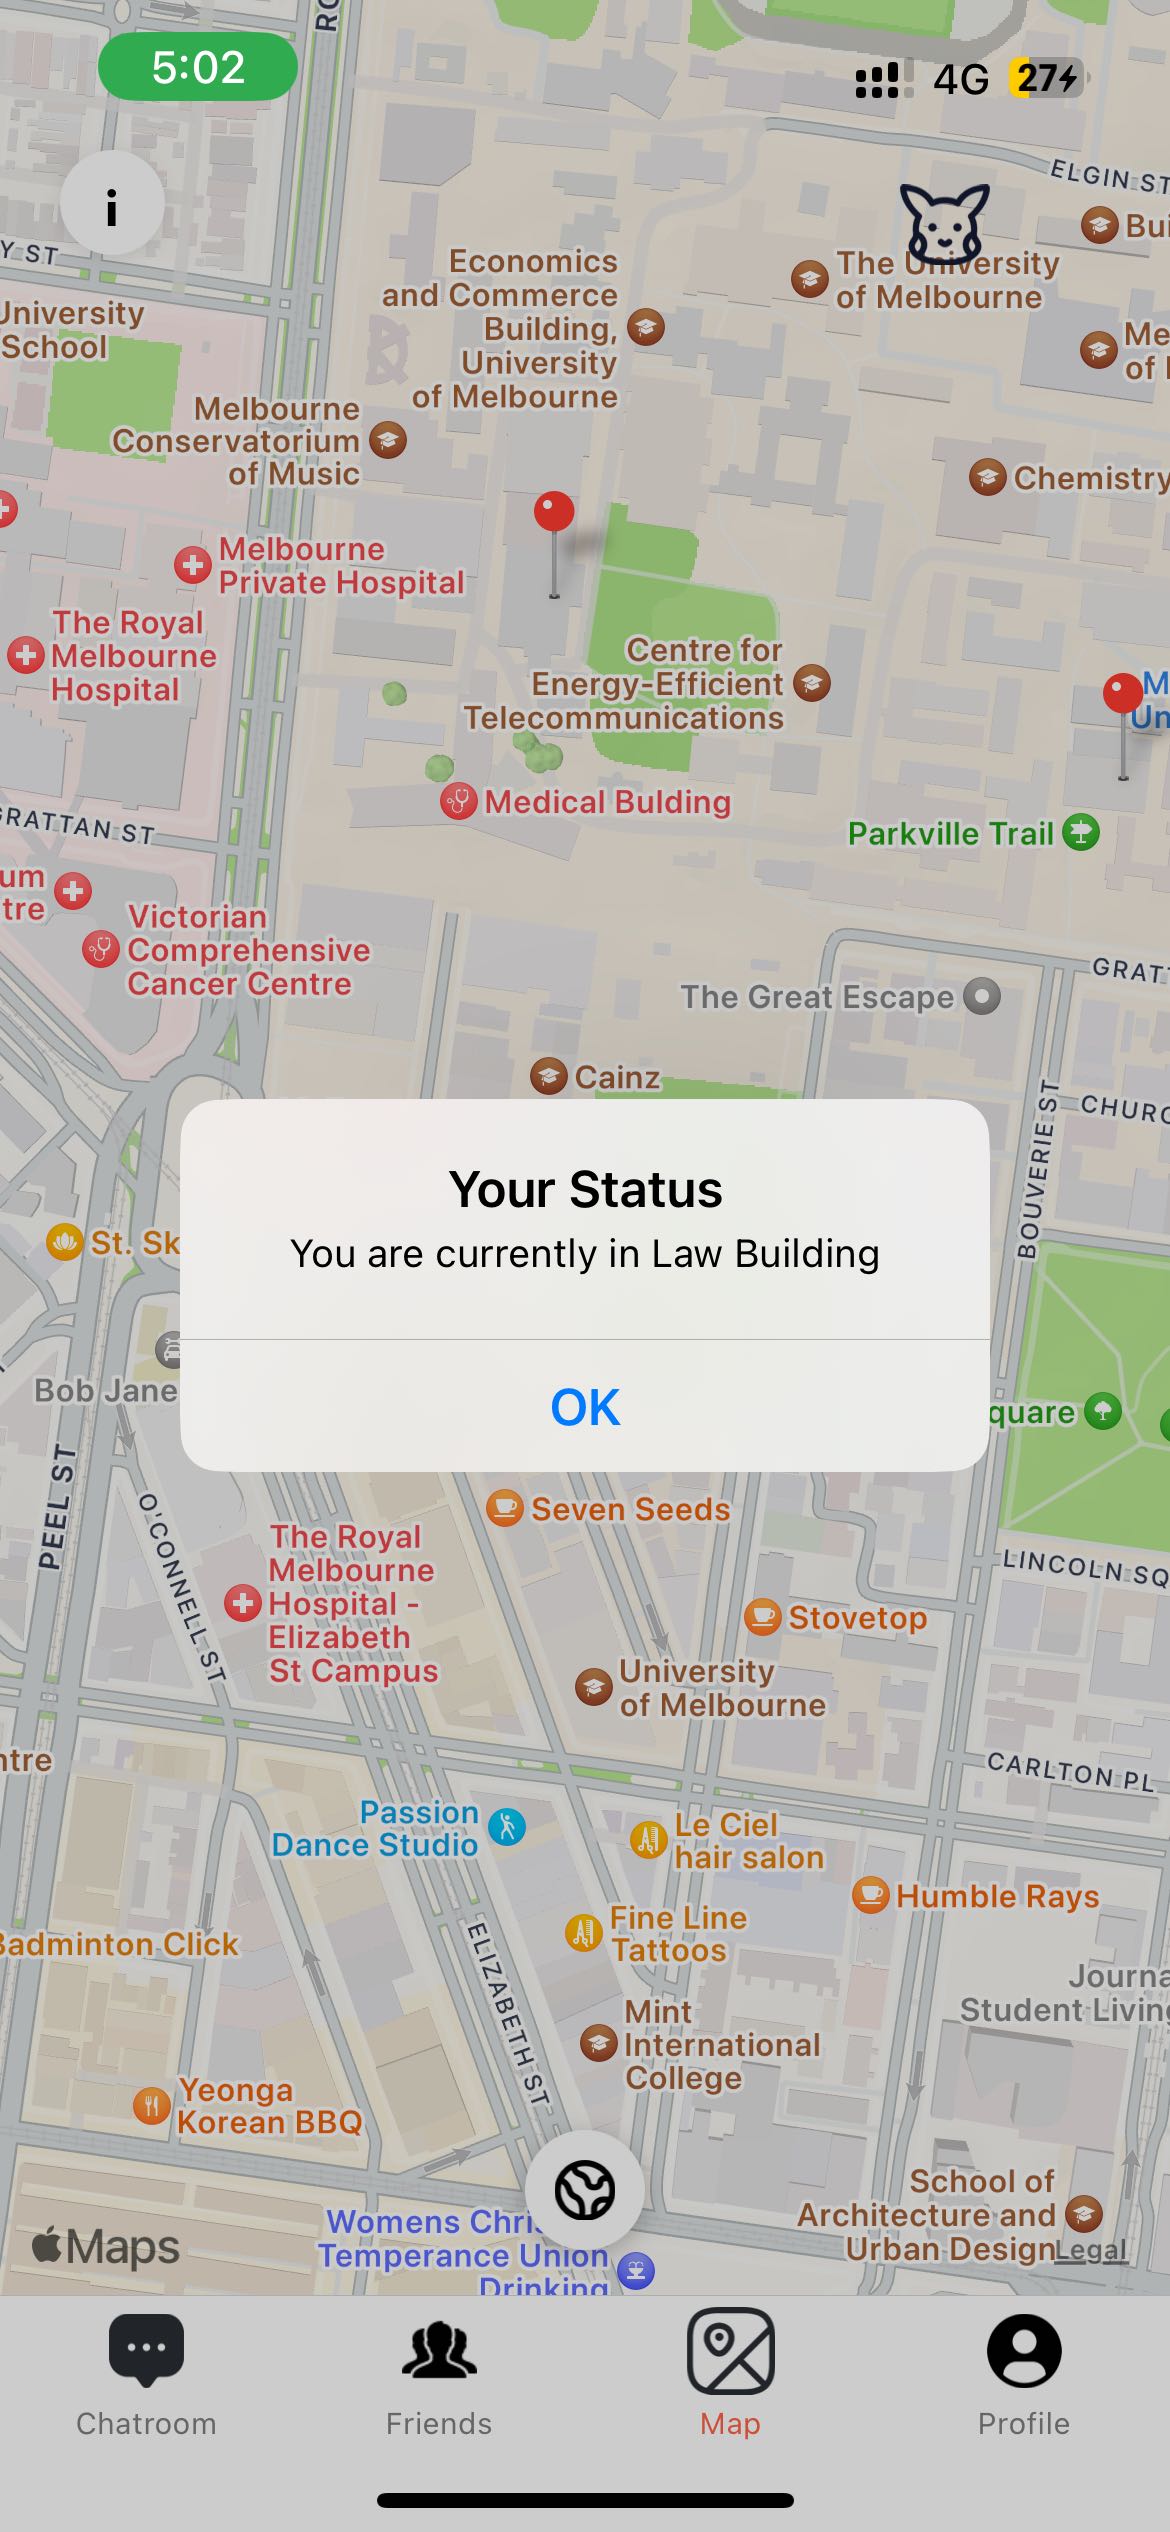 5:02
4G
27
i
ELGIN ST
Y ST
Bui
The University
of Melbourne
Economics
and Commerce
Building,
University
of Melbourne
University
School
Me
of
Melbourne
Conservatorium
of Music
Chemistry
Melbourne
Private Hospital
The Royal
Melbourne
Hospital
Centre for
Energy-Efficient
Telecommunications
M
Un
Medical Bulding
GRATTAN ST
Parkville Trail
um
tre
Victorian
Comprehensive
Cancer Centre
GRATT
The Great Escape
Cainz
CHURC
BOUVERIE ST
Your Status
You are currently in Law Building
OK
St. Sk
Bob Jane
quare
PEEL ST
O'CONNELL ST
Seven Seeds
The Royal
Melbourne
Hospital -
Elizabeth
St Campus
LINCOLN SQ
Stovetop
University
of Melbourne
ntre
CARLTON PL
Passion
Dance Studio
Le Ciel
hair salon
Humble Rays
Fine Line
Tattoos
Badminton Click
ELIZABETH ST
Journa
Student Living
Mint
International
College
Yeonga
Korean BBQ
School of
Architecture and
Urban Design
Legal
Maps
Womens Chris
Temperance Union
Drinking
Chatroom
Friends
Map
Profile